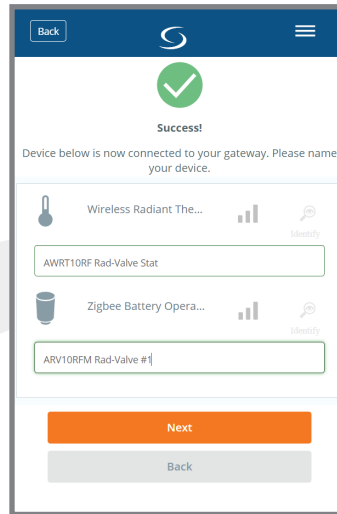 Back
Success!
Device below is now connected to your gateway. Please name
your device.
Wireless Radiant The...
Identify
AWRT10RF Rad-Valve Stat
Zigbee Battery Opera...
Identify
ARV10RFM Rad-Valve #1
Next
Back